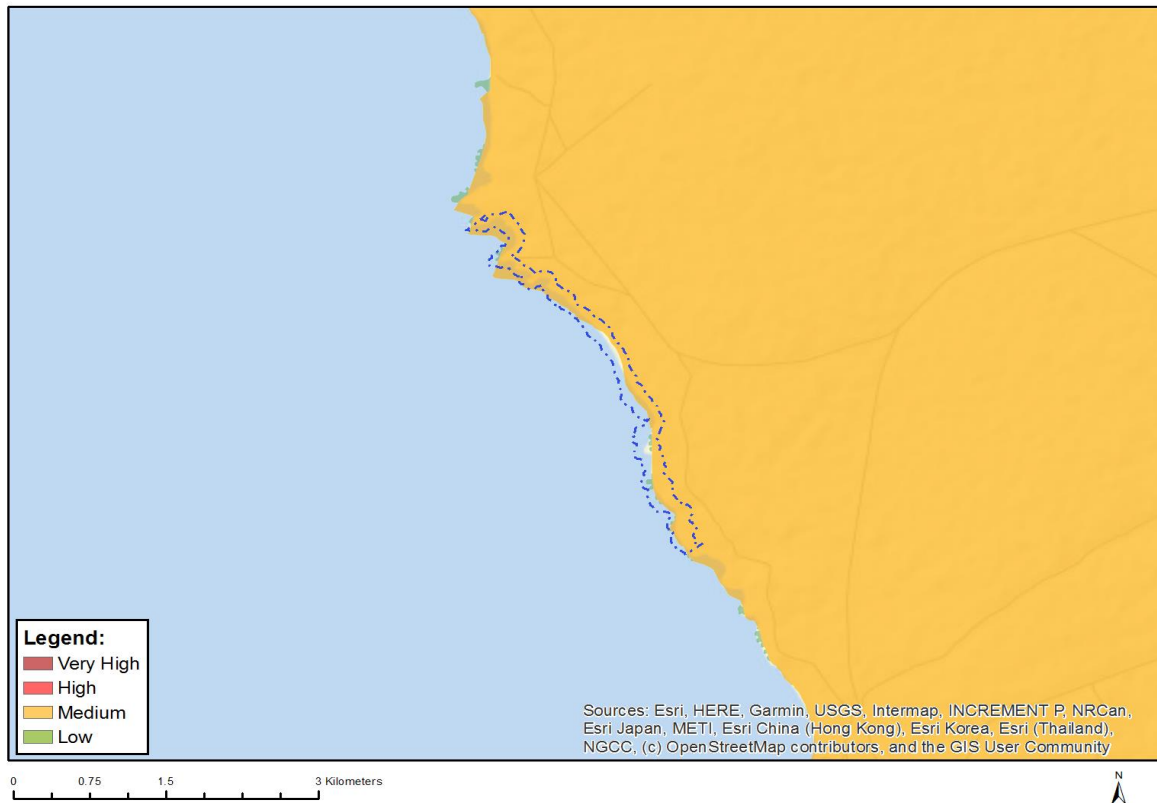 Legend:
Very High
High
Medium
Low
Sources: Esri, HERE, Garmin, USGS, Intermap, INCREMENT P, NRCan,
Esri Japan, METI, Esri China (Hong Kong), Esri Korea, Esri (Thailand),
NGCC, (c) OpenStreetMap contributors, and the GIS User Community
0 0.75 1.5 3 Kilometers
N